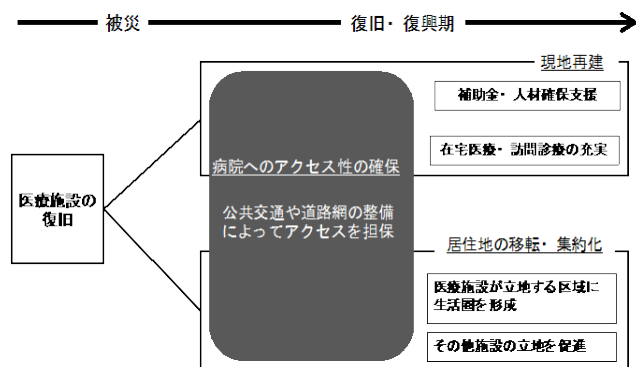 被災
復旧・復興期
現地再建
補助金・人材確保支援
在宅医療・訪問診療の充実
医療施設の
復旧
病院へのアクセス性の確保
公共交通や道路網の整備
によってアクセスを担保
居住地の移転・集約化
医療施設が立地する区域に
生活圏を形成
その他施設の立地を促進